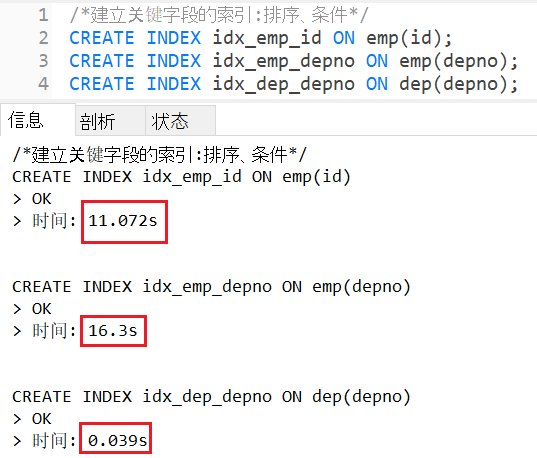 1 /*建立关键字段的索引:排序、条件*/
2 CREATE INDEX idx_emp_id ON emp(id);
3 CREATE INDEX idx_emp_depno ON emp(depno);
4 CREATE INDEX idx_dep_depno ON dep(depno);
信息 剖析 状态
/*建立关键字段的索引:排序、条件*/
CREATE INDEX idx_emp_id ON emp(id)
> OK
> 时间: 11.072s
CREATE INDEX idx_emp_depno ON emp(depno)
> OK
> 时间: 16.3s
CREATE INDEX idx_dep_depno ON dep(depno)
> OK
> 时间: 0.039s